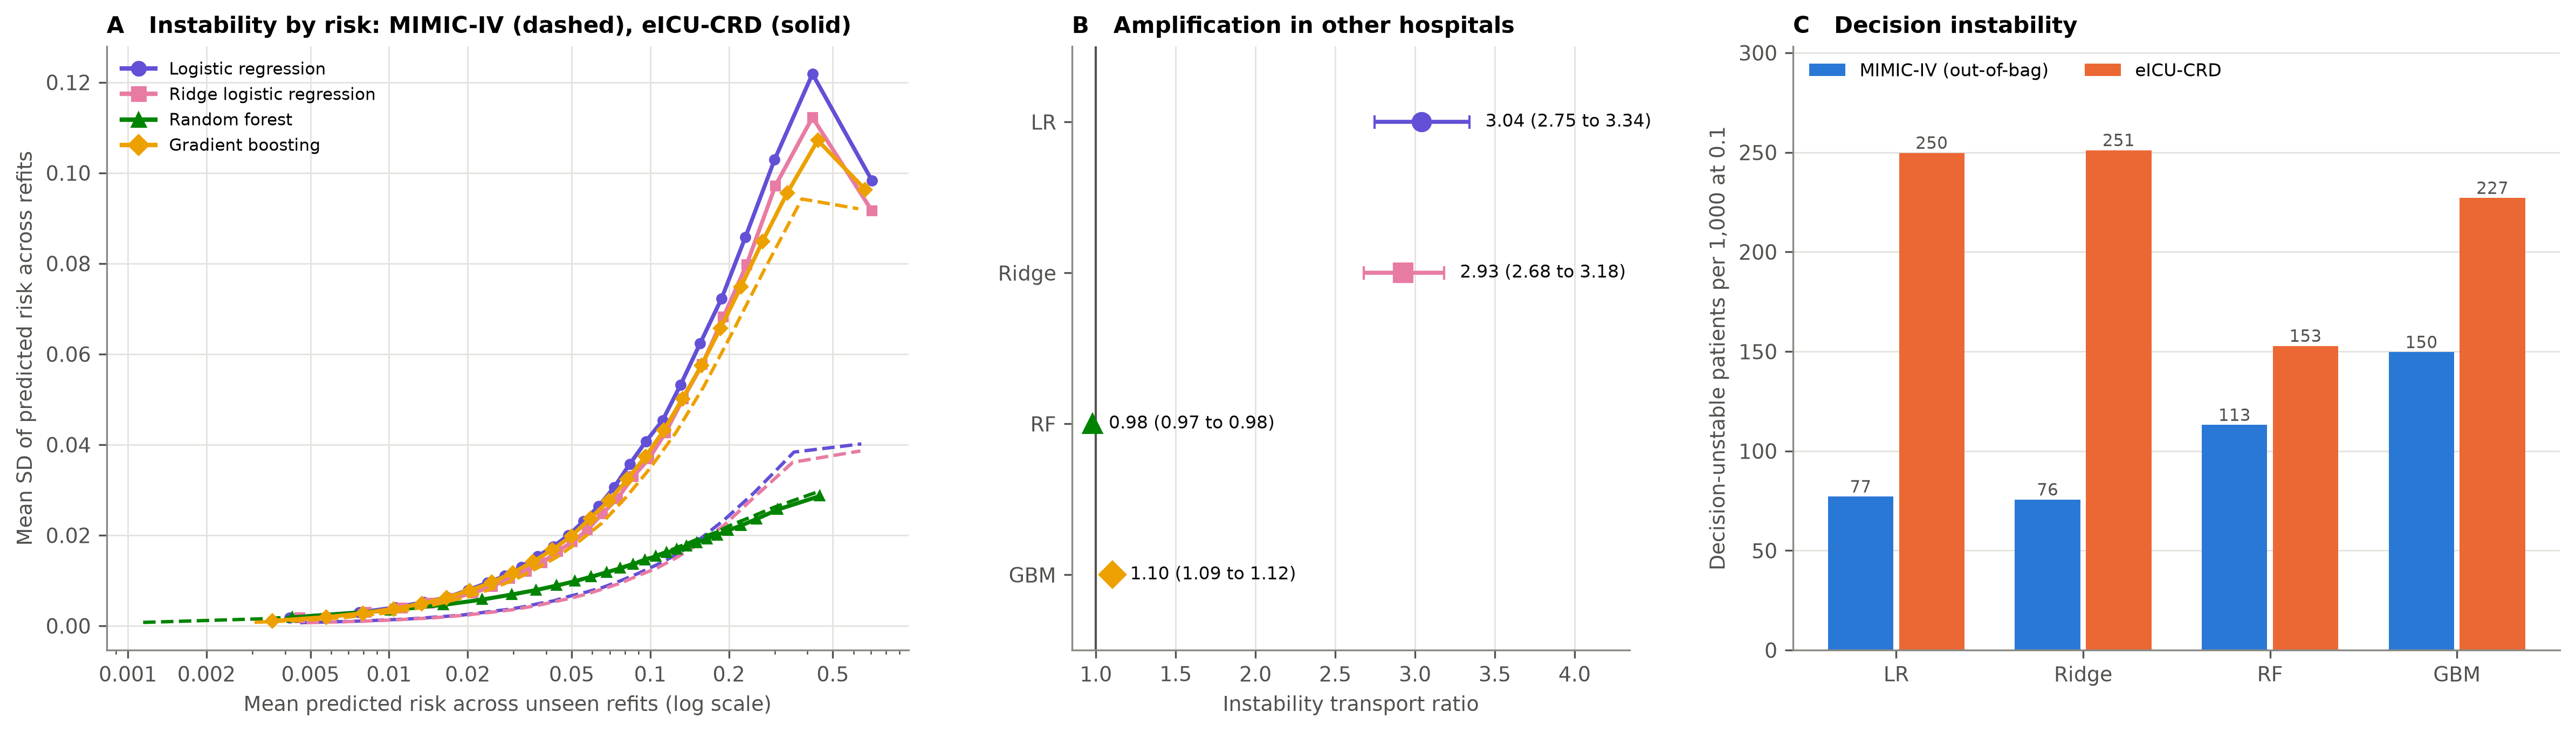 A Instability by risk: MIMIC-IV (dashed), eICU-CRD (solid)
Mean SD of predicted risk across refits
0.12
0.10
0.08
0.06
0.04
0.02
0.00
Logistic regression
Ridge logistic regression
Random forest
Gradient boosting
0.001 0.002 0.005 0.01 0.02 0.05 0.1 0.2 0.5
Mean predicted risk across unseen refits (log scale)
B Amplification in other hospitals
LR
3.04 (2.75 to 3.34)
Ridge
2.93 (2.68 to 3.18)
RF
0.98 (0.97 to 0.98)
GBM
1.10 (1.09 to 1.12)
1.0 1.5 2.0 2.5 3.0 3.5 4.0
Instability transport ratio
C Decision instability
Decision-unstable patients per 1,000 at 0.1
300
250
200
150
100
50
0
MIMIC-IV (out-of-bag) eICU-CRD
77 250 76 251 113 153 150 227
LR Ridge RF GBM